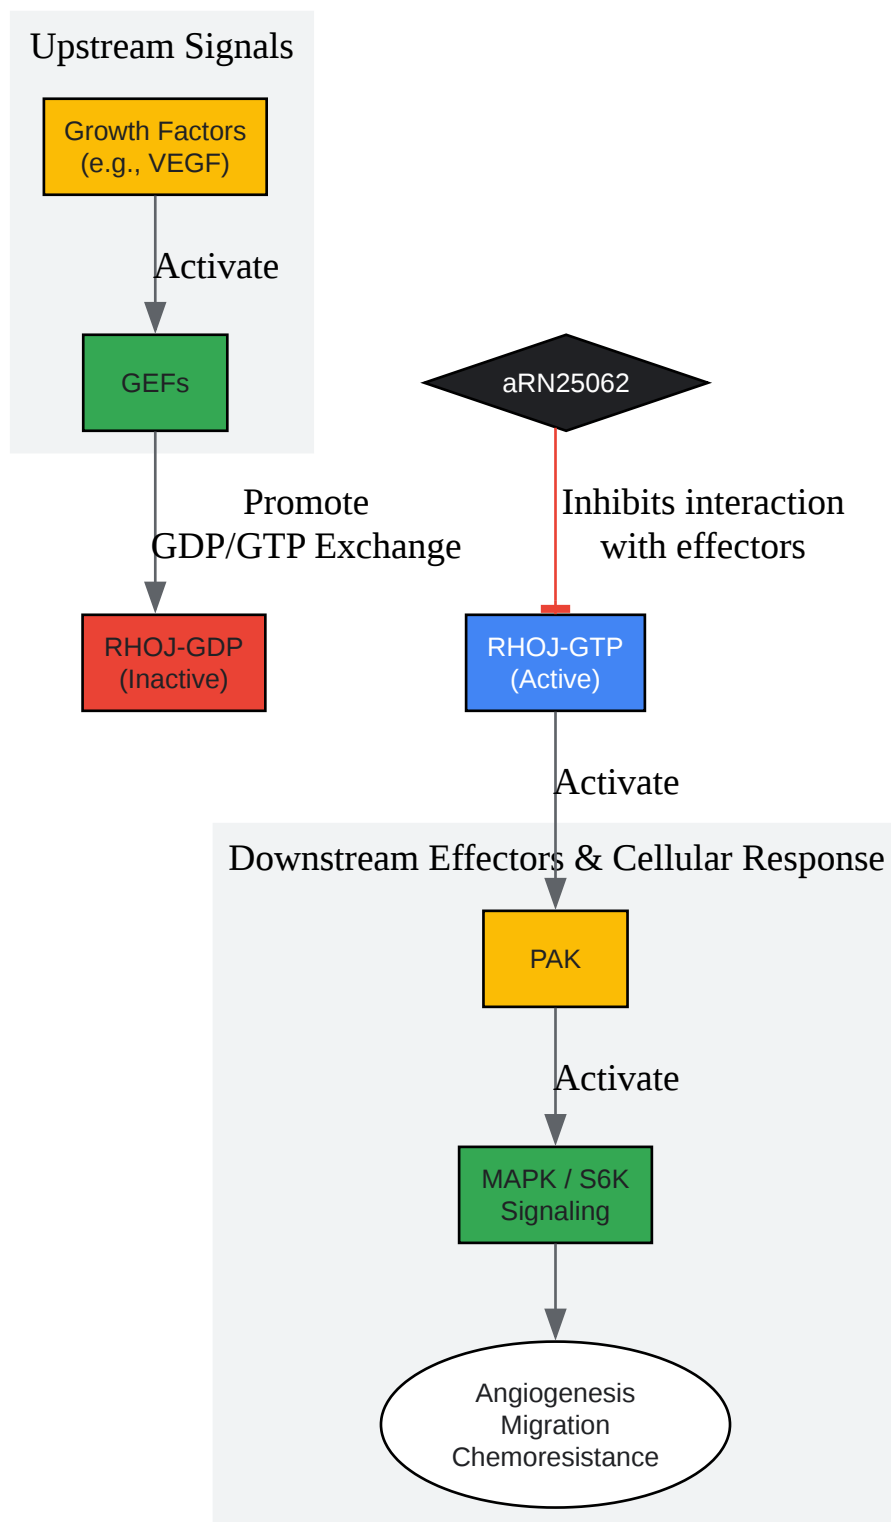 Upstream Signals
Growth Factors
(e.g., VEGF)
Activate
GEFs
aRN25062
Promote
GDP/GTP Exchange
Inhibits interaction
with effectors
RHOJ-GDP
(Inactive)
RHOJ-GTP
(Active)
Activate
Downstream Effectors & Cellular Response
PAK
Activate
MAPK / S6K
Signaling
Angiogenesis
Migration
Chemoresistance